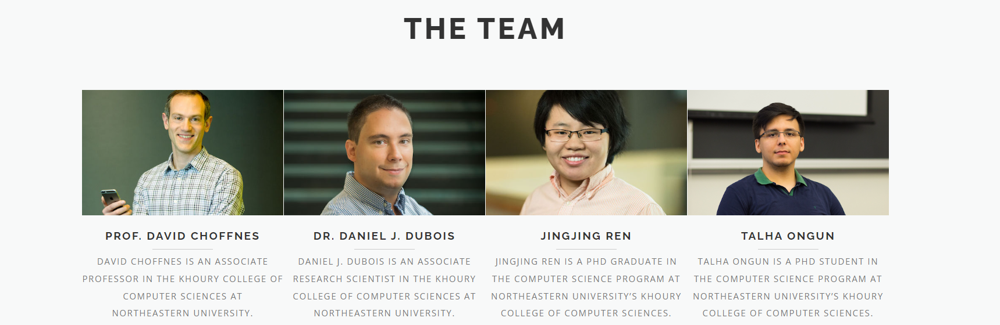 THE TEAM
PROF. DAVID CHOFFNES
DAVID CHOFFNES IS AN ASSOCIATE
PROFESSOR IN THE KHOURY COLLEGE OF
COMPUTER SCIENCES AT
NORTHEASTERN UNIVERSITY.
DR. DANIEL J. DUBOIS
DANIEL J. DUBOIS IS AN ASSOCIATE
RESEARCH SCIENTIST IN THE KHOURY
COLLEGE OF COMPUTER SCIENCES AT
NORTHEASTERN UNIVERSITY.
JINGJING REN
JINGJING REN IS A PHD GRADUATE IN
THE COMPUTER SCIENCE PROGRAM AT
NORTHEASTERN UNIVERSITY’S KHOURY
COLLEGE OF COMPUTER SCIENCES.
TALHA ONGUN
TALHA ONGUN IS A PHD STUDENT IN
THE COMPUTER SCIENCE PROGRAM AT
NORTHEASTERN UNIVERSITY’S KHOURY
COLLEGE OF COMPUTER SCIENCES.